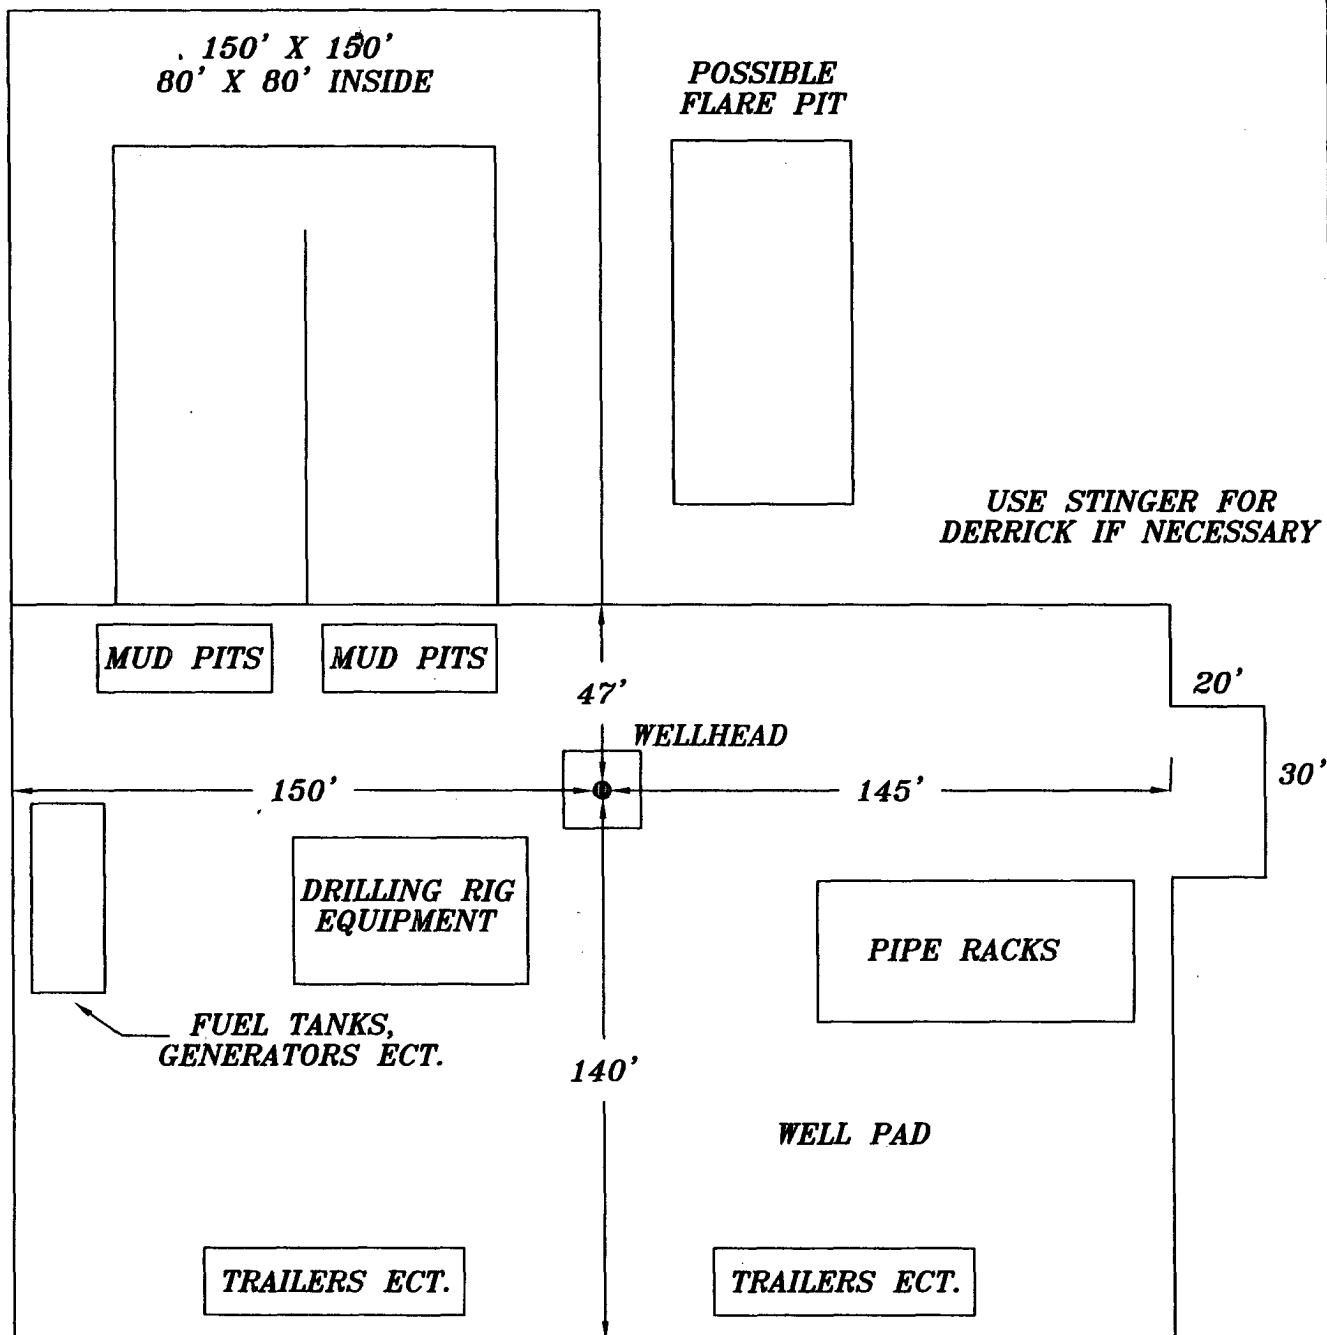 150' X 150'
80' X 80' INSIDE
POSSIBLE
FLARE PIT
USE STINGER FOR
DERRICK IF NECESSARY
MUD PITS
MUD PITS
47'
20'
WELLHEAD
150'
145'
30'
DRILLING RIG
EQUIPMENT
PIPE RACKS
FUEL TANKS,
GENERATORS ECT.
140'
WELL PAD
TRAILERS ECT.
TRAILERS ECT.